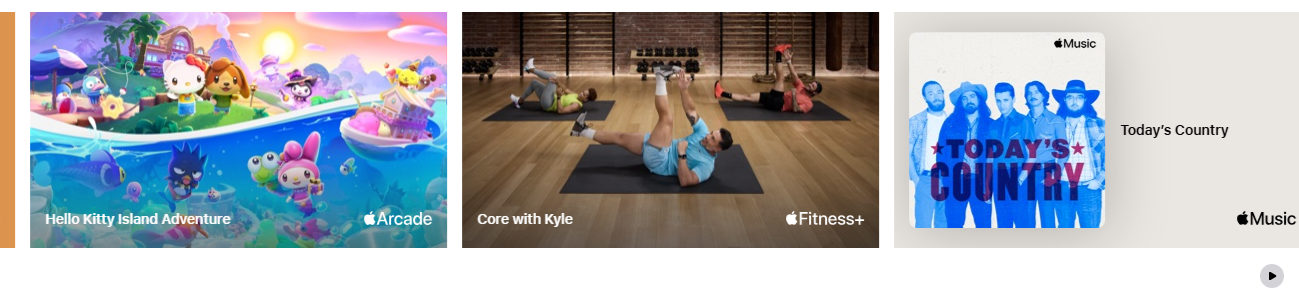 Hello Kitty Island Adventure
Arcade
Core with Kyle
Fitness+
Music
TODAY'S
COUNTRY
Today's Country
Music